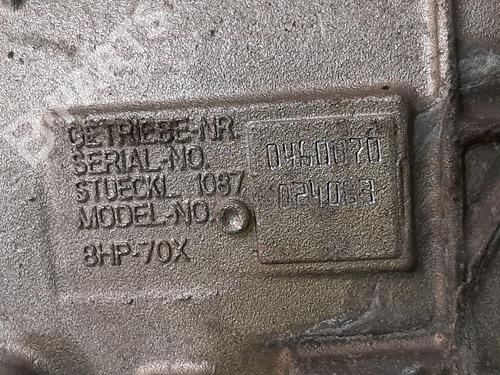 GETRIEBE-NR.
SERIAL-NO. 0460070
STUECKL. 1087 024053
MODEL-NO.
8HP-70X